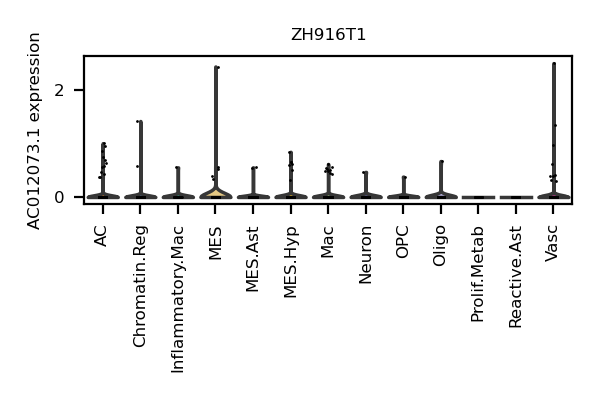 ZH916T1
AC012073.1 expression
2
0
AC
Chromatin.Reg
Inflammatory.Mac
MES
MES.Ast
MES.Hyp
Mac
Neuron
OPC
Oligo
Prolif.Metab
Reactive.Ast
Vasc